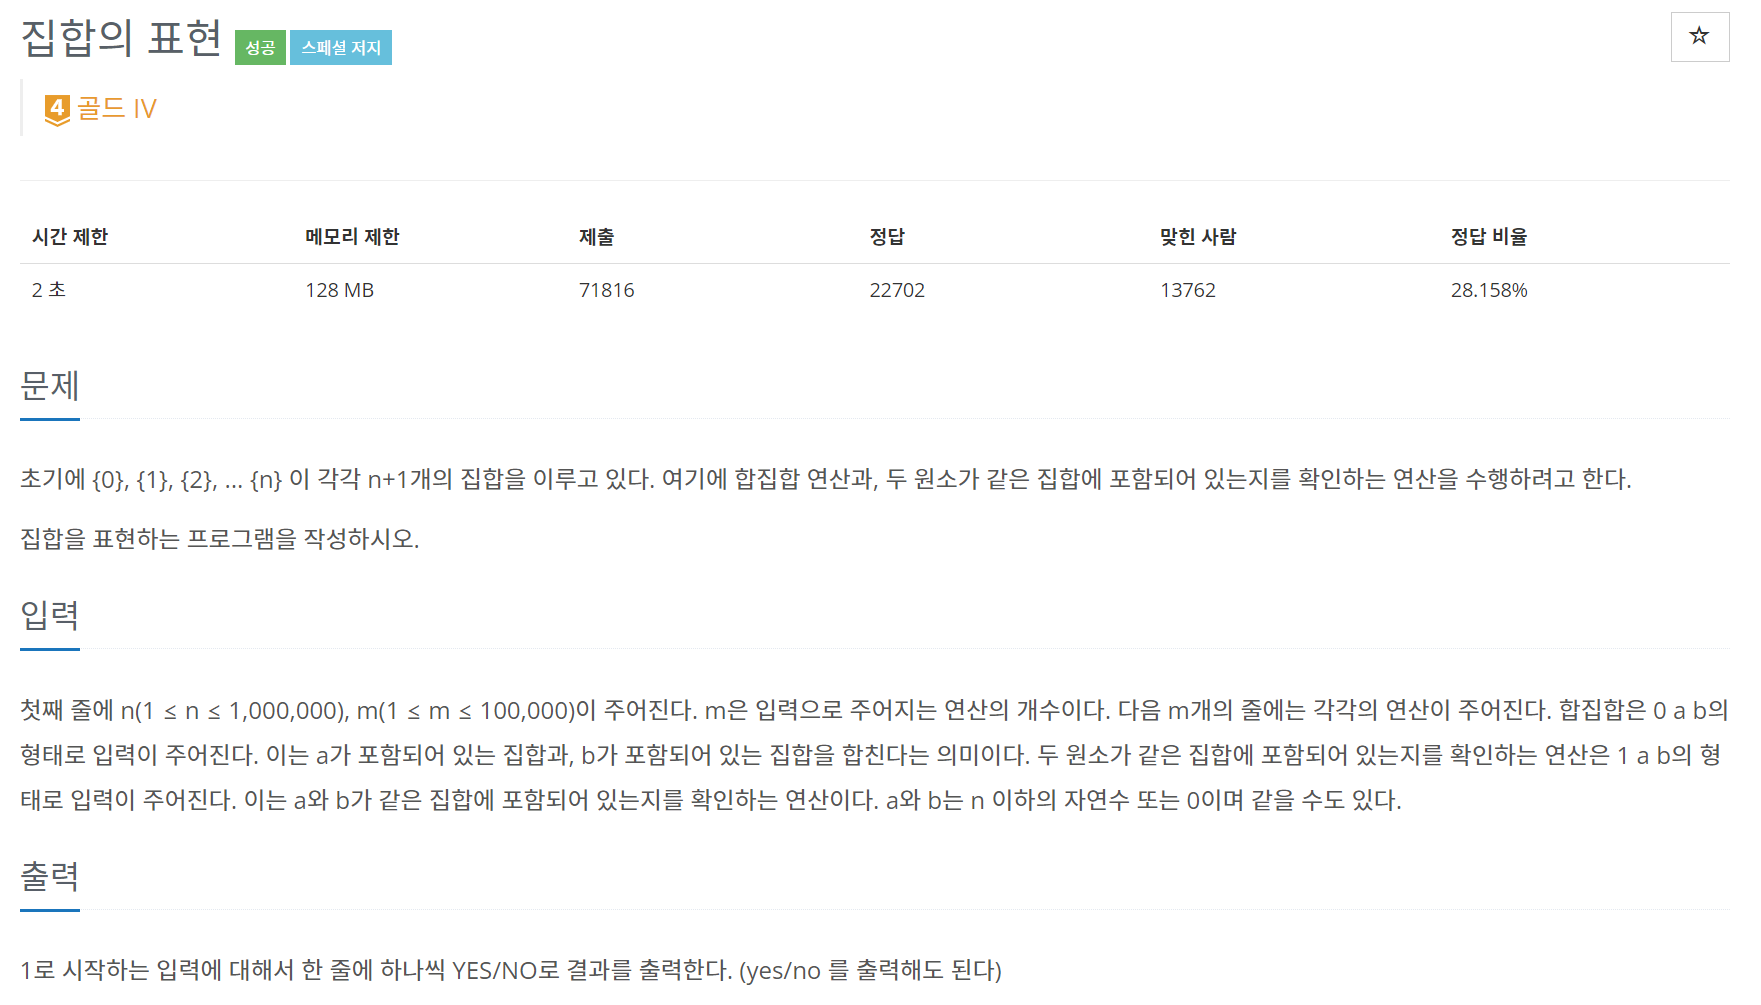 집합의 표현 성공 스페셜 저지
☆
4 골드 IV
시간 제한 메모리 제한 제출 정답 맞힌 사람 정답 비율
2 초 128 MB 71816 22702 13762 28.158%
문제
초기에 {0}, {1}, {2}, ... {n} 이 각각 n+1개의 집합을 이루고 있다. 여기에 합집합 연산과, 두 원소가 같은 집합에 포함되어 있는지를 확인하는 연산을 수행하려고 한다.
집합을 표현하는 프로그램을 작성하시오.
입력
첫째 줄에 n(1 ≤ n ≤ 1,000,000), m(1 ≤ m ≤ 100,000)이 주어진다. m은 입력으로 주어지는 연산의 개수이다. 다음 m개의 줄에는 각각의 연산이 주어진다. 합집합은 0 a b의
형태로 입력이 주어진다. 이는 a가 포함되어 있는 집합과, b가 포함되어 있는 집합을 합친다는 의미이다. 두 원소가 같은 집합에 포함되어 있는지를 확인하는 연산은 1 a b의 형
태로 입력이 주어진다. 이는 a와 b가 같은 집합에 포함되어 있는지를 확인하는 연산이다. a와 b는 n 이하의 자연수 또는 0이며 같을 수도 있다.
출력
1로 시작하는 입력에 대해서 한 줄에 하나씩 YES/NO로 결과를 출력한다. (yes/no 를 출력해도 된다)